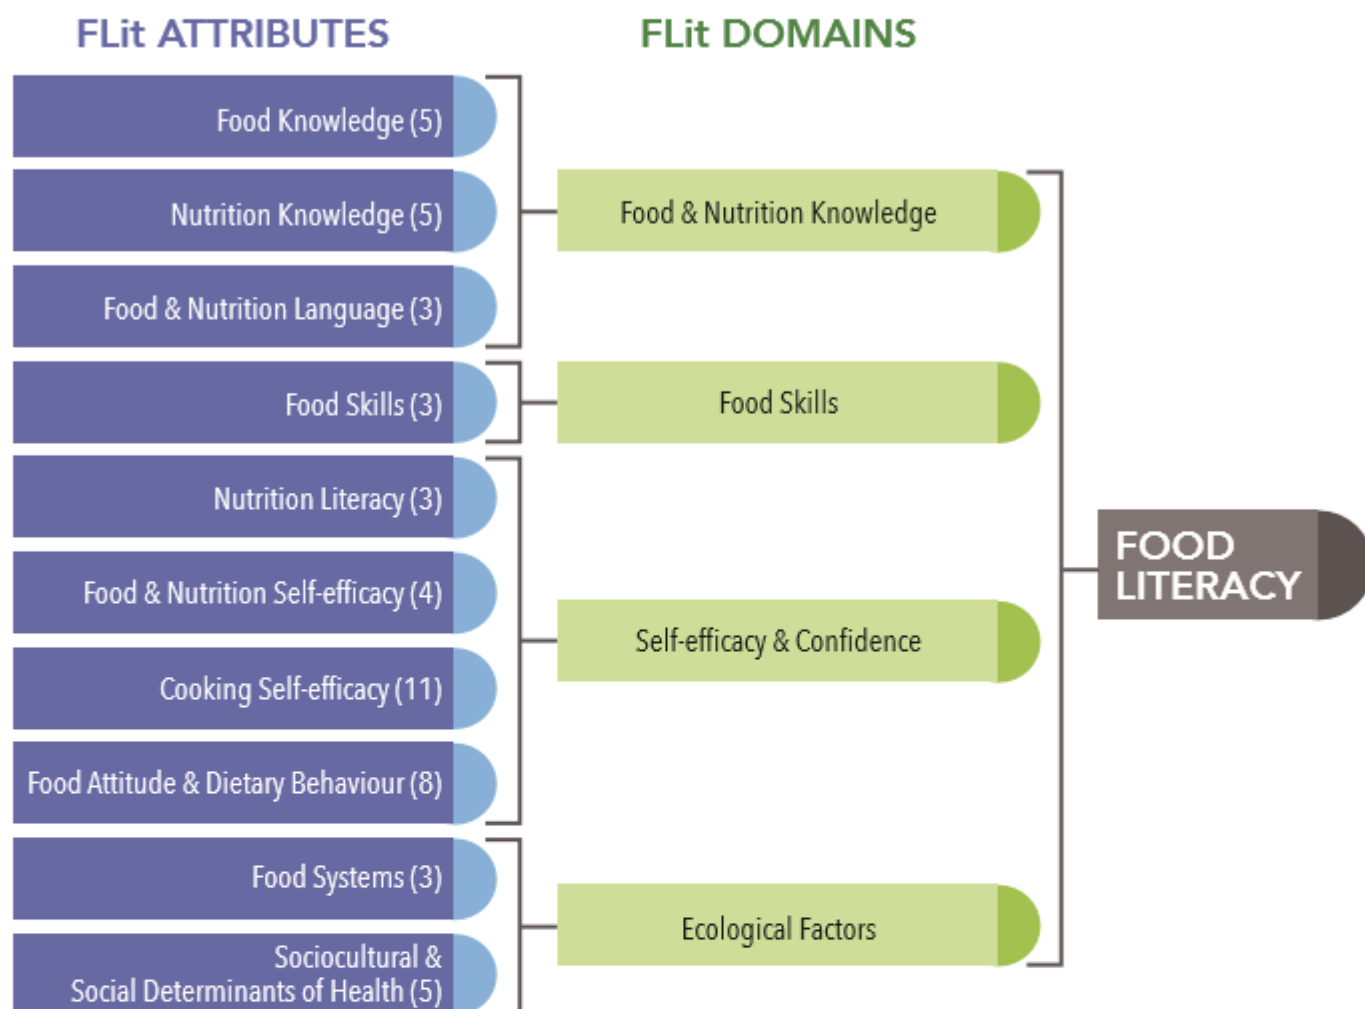 FLit ATTRIBUTES
FLit DOMAINS
Food Knowledge (5)
Nutrition Knowledge (5)
Food & Nutrition Language (3)
Food Skills (3)
Nutrition Literacy (3)
Food & Nutrition Self-efficacy (4)
Cooking Self-efficacy (11)
Food Attitude & Dietary Behaviour (8)
Food Systems (3)
Sociocultural &
Social Determinants of Health (5)
Food & Nutrition Knowledge
Food Skills
Self-efficacy & Confidence
Ecological Factors
FOOD
LITERACY